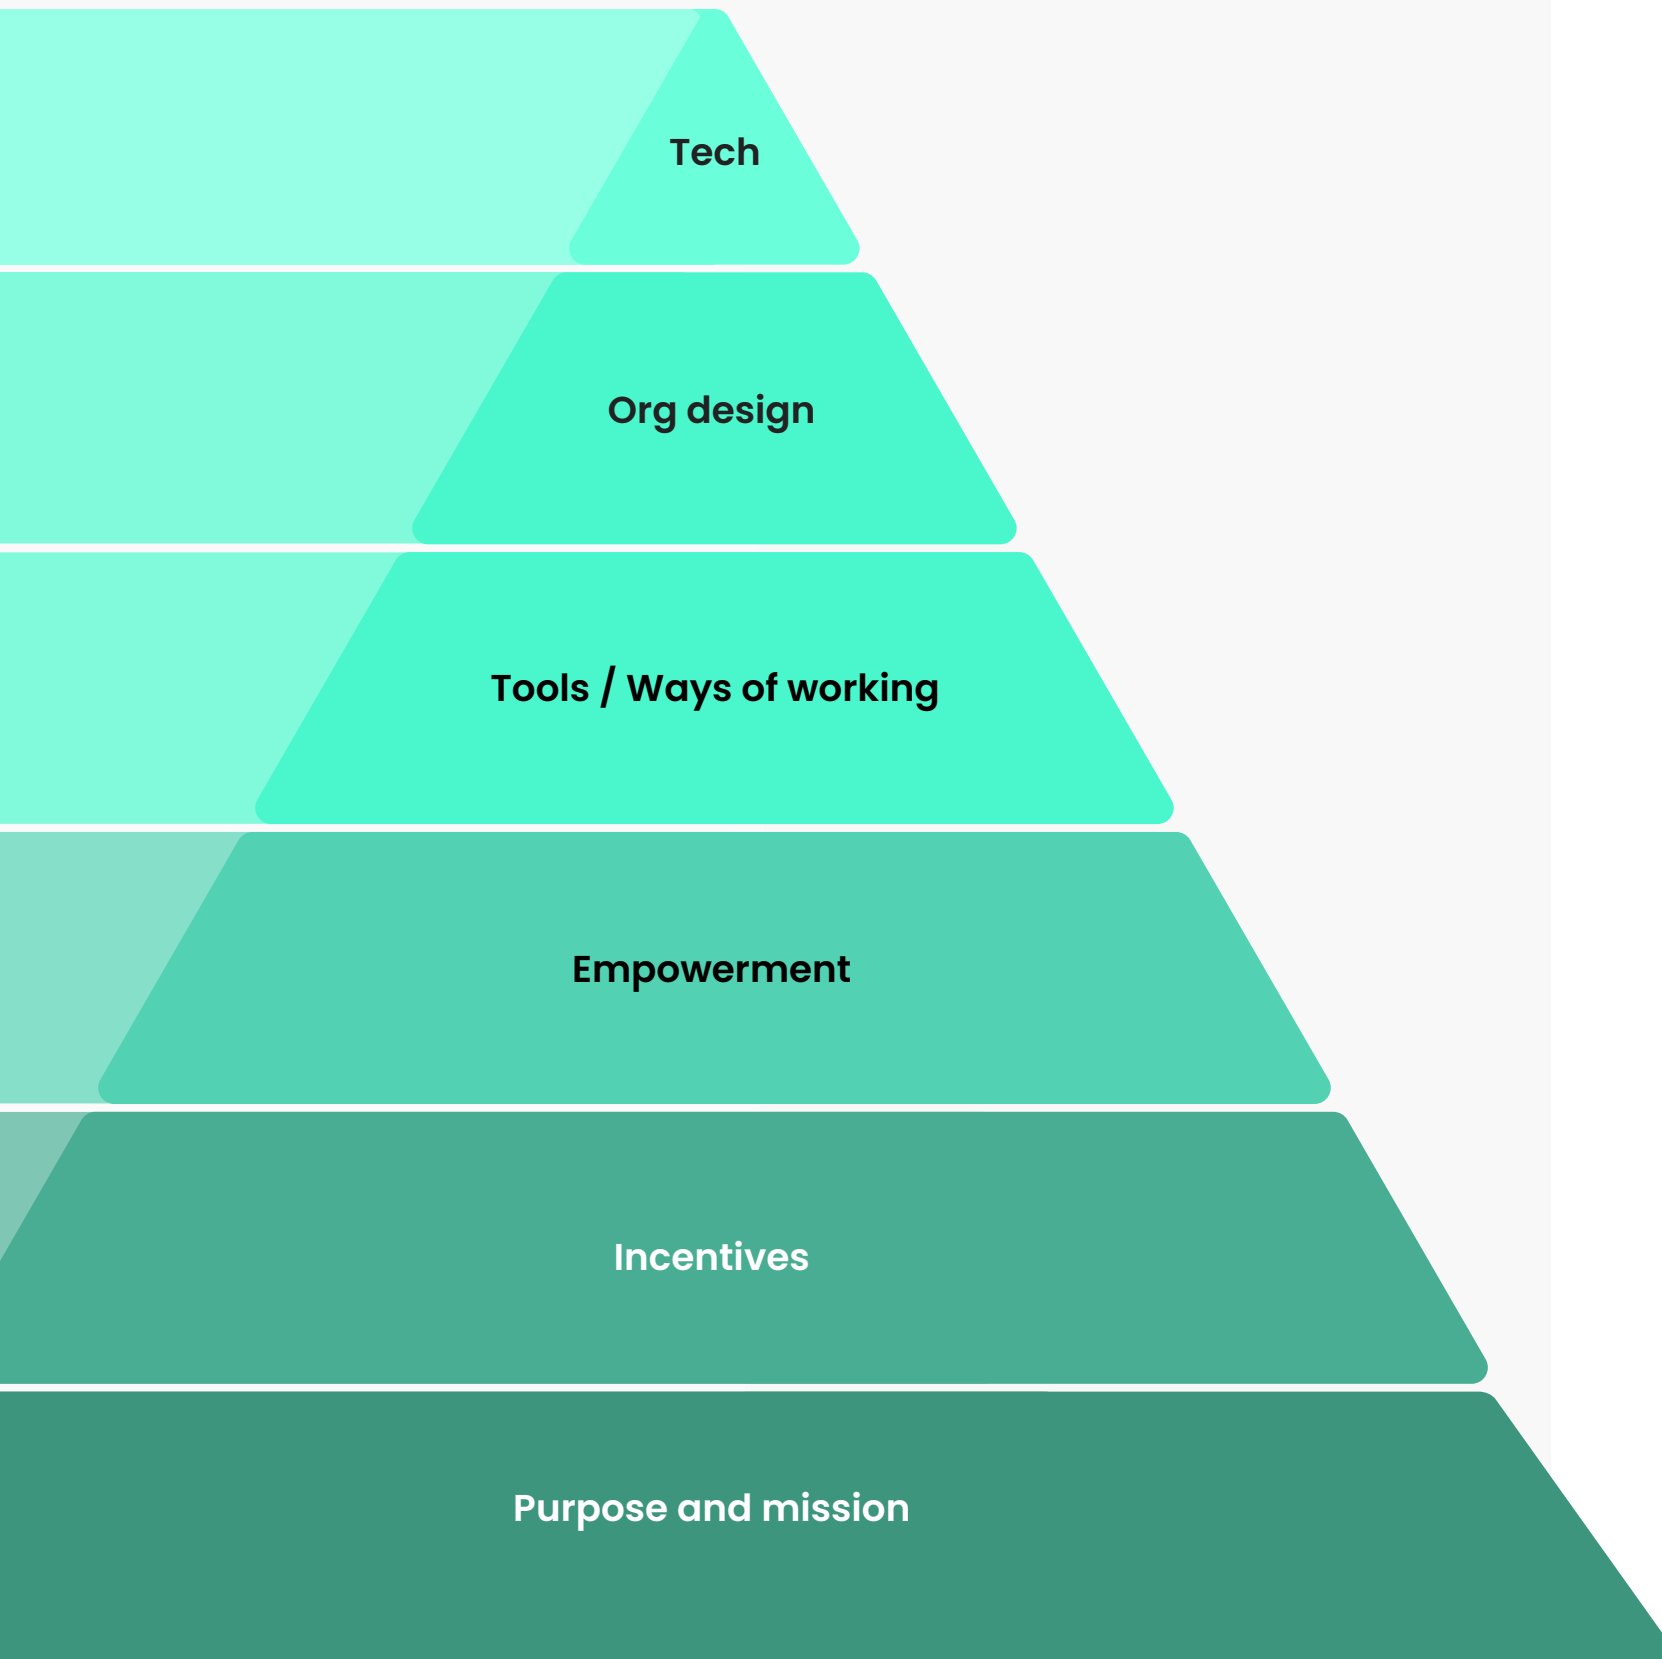 Tech
Org design
Tools / Ways of working
Empowerment
Incentives
Purpose and mission